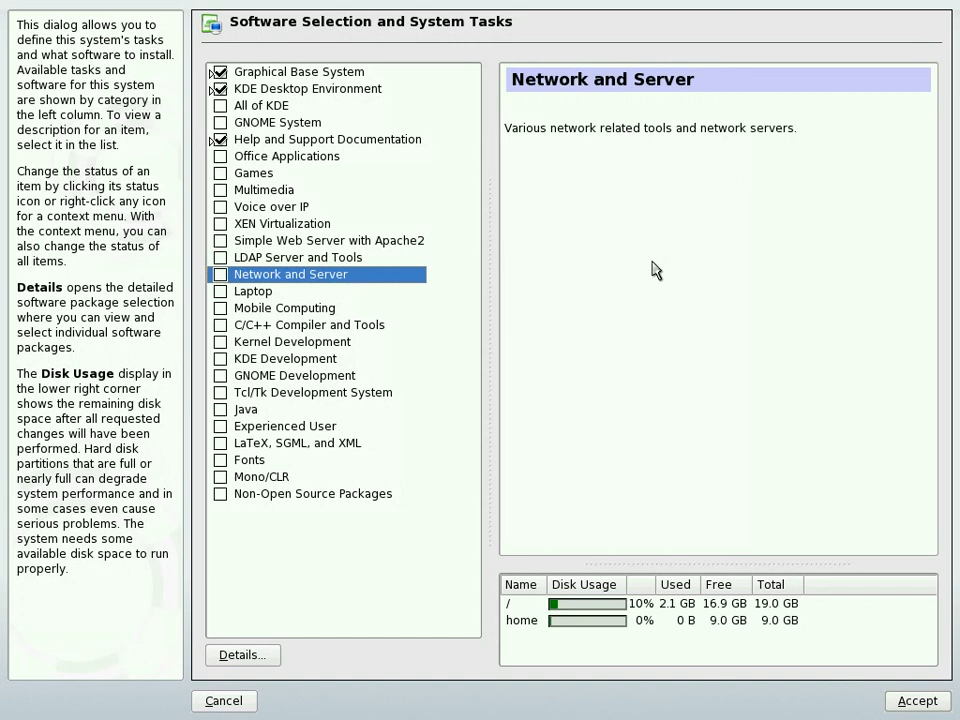 This dialog allows you to
define this system's tasks
and what software to install.
Available tasks and
software for this system
are shown by category in
the left column. To view a
description for an item,
select it in the list.
Change the status of an
item by clicking its status
icon or right-click any icon
for a context menu. With
the context menu, you can
also change the status of
all items.
Details opens the detailed
software package selection
where you can view and
select individual software
packages.
The Disk Usage display in
the lower right corner
shows the remaining disk
space after all requested
changes will have been
performed. Hard disk
partitions that are full or
nearly full can degrade
system performance and in
some cases even cause
serious problems. The
system needs some
available disk space to run
properly.
Software Selection and System Tasks
Graphical Base System
KDE Desktop Environment
All of KDE
GNOME System
Help and Support Documentation
Office Applications
Games
Multimedia
Voice over IP
XEN Virtualization
Simple Web Server with Apache2
LDAP Server and Tools
Network and Server
Laptop
Mobile Computing
C/C++ Compiler and Tools
Kernel Development
KDE Development
GNOME Development
Tcl/Tk Development System
Java
Experienced User
LaTeX, SGML, and XML
Fonts
Mono/CLR
Non-Open Source Packages
Details...
Network and Server
Various network related tools and network servers.
Name Disk Usage Used Free Total
/ 10% 2.1 GB 16.9 GB 19.0 GB
home 0% 0 B 9.0 GB 9.0 GB
Cancel
Accept